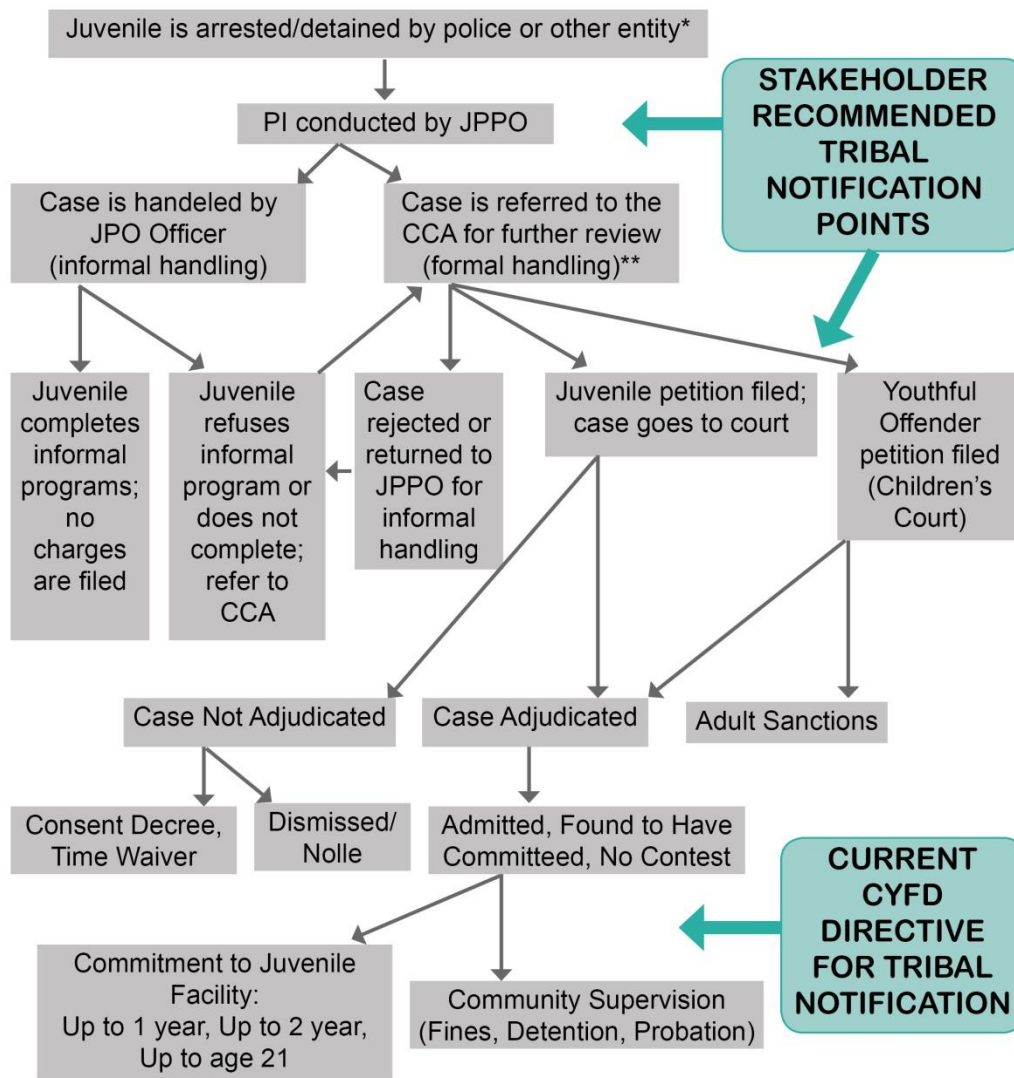 Juvenile is arrested/detained by police or other entity*
STAKEHOLDER
RECOMMENDED
TRIBAL
NOTIFICATION
POINTS
PI conducted by JPPO
Case is handeled by
JPO Officer
(informal handling)
Case is referred to the
CCA for further review
(formal handling)**
Juvenile
completes
informal
programs;
no
charges
are filed
Juvenile
refuses
informal
program or
does not
complete;
refer to
CCA
Case
rejected or
returned to
JPPO for
informal
handling
Juvenile petition filed;
case goes to court
Youthful
Offender
petition filed
(Children's
Court)
Case Not Adjudicated
Case Adjudicated
Adult Sanctions
Consent Decree,
Time Waiver
Dismissed/
Nolle
Admitted, Found to Have
Committeed, No Contest
CURRENT
CYFD
DIRECTIVE
FOR TRIBAL
NOTIFICATION
Commitment to Juvenile
Facility:
Up to 1 year, Up to 2 year,
Up to age 21
Community Supervision
(Fines, Detention, Probation)